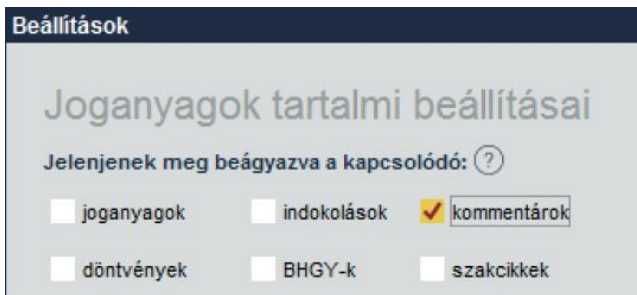 Beállítások
Joganyagok tartalmi beállításai
Jelenjenek meg beágyazva a kapcsolódó: ?
joganyagok indokolások kommentárok
döntvények BHGY-k szakcikkek